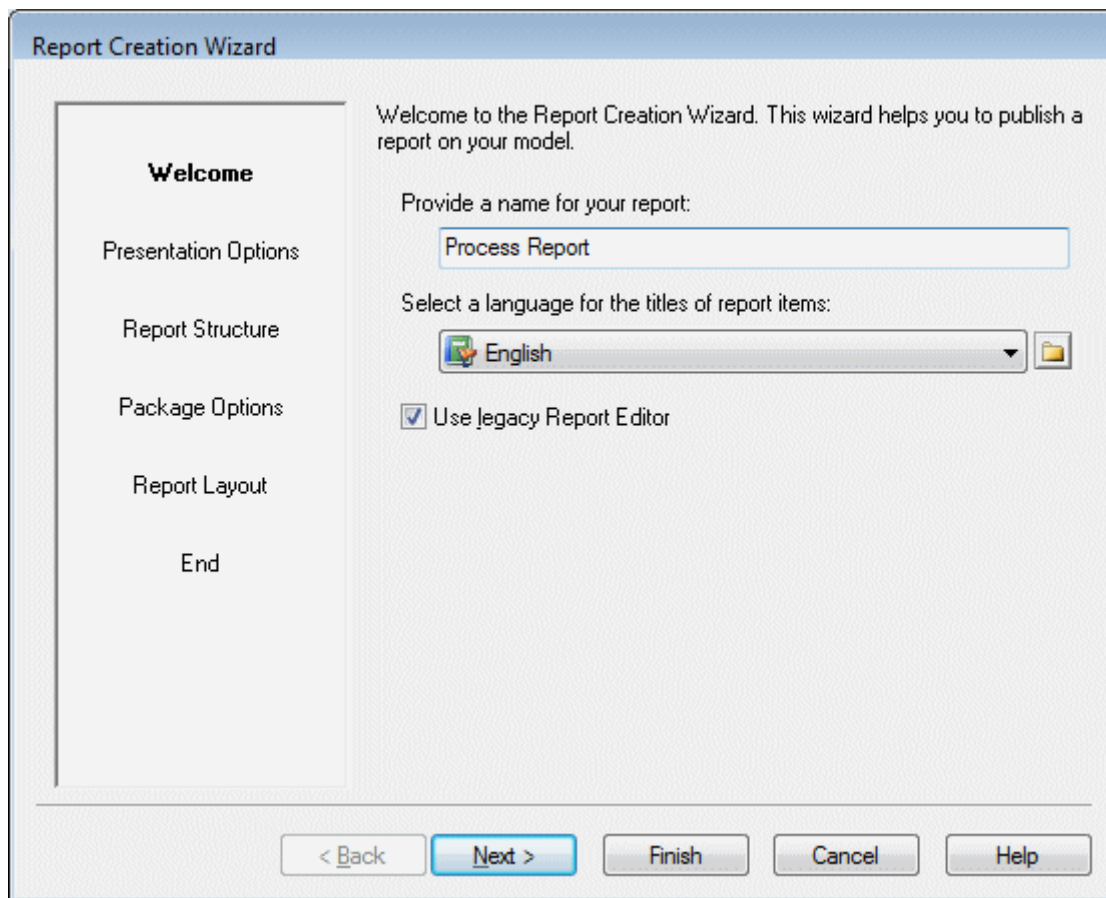 Report Creation Wizard
Welcome
Presentation Options
Report Structure
Package Options
Report Layout
End
Welcome to the Report Creation Wizard. This wizard helps you to publish a
report on your model.
Provide a name for your report:
Process Report
Select a language for the titles of report items:
English
Use legacy Report Editor
< Back
Next >
Finish
Cancel
Help